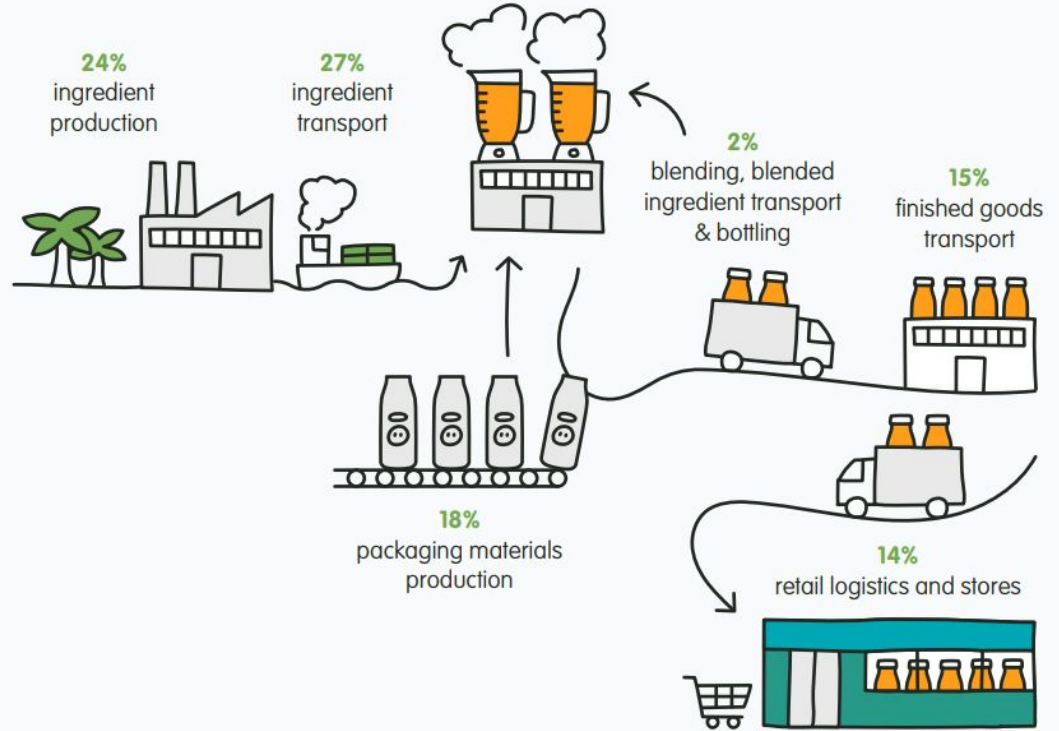 24%
ingredient
production
27%
ingredient
transport
2%
blending, blended
ingredient transport
& bottling
15%
finished goods
transport
18%
packaging materials
production
14%
retail logistics and stores